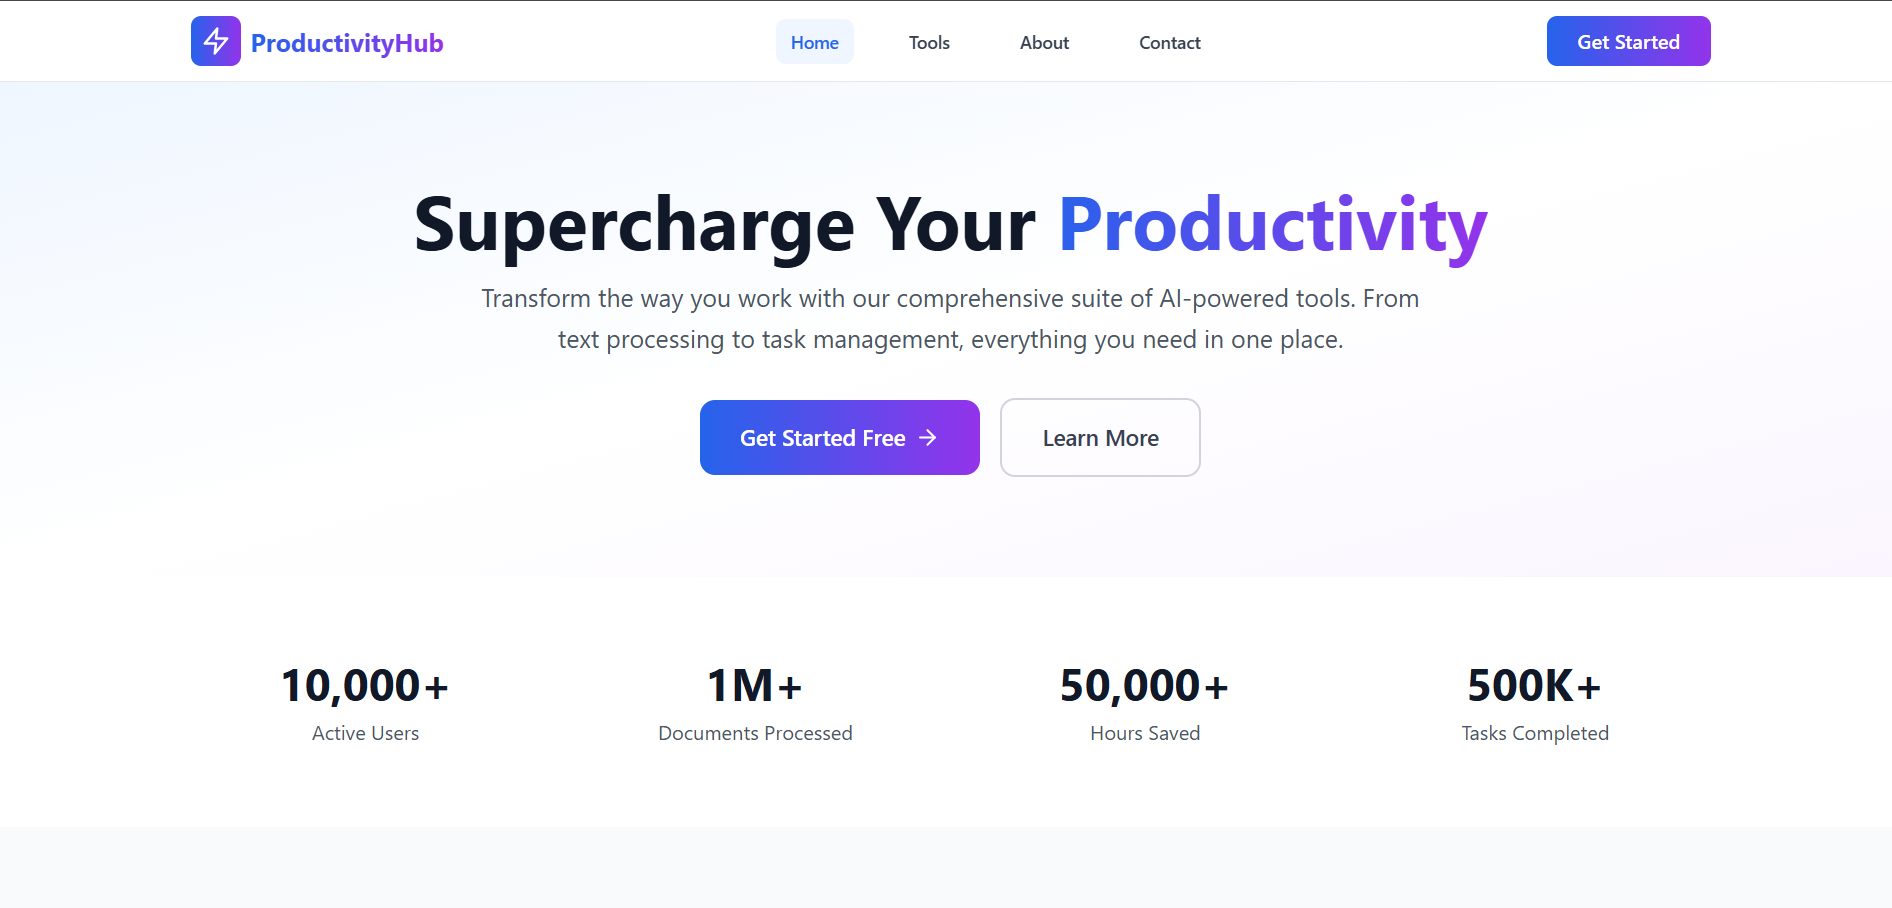 ProductivityHub
Home
Tools
About
Contact
Get Started
Supercharge Your Productivity
Transform the way you work with our comprehensive suite of AI-powered tools. From
text processing to task management, everything you need in one place.
Get Started Free
Learn More
10,000+
Active Users
1M+
Documents Processed
50,000+
Hours Saved
500K+
Tasks Completed